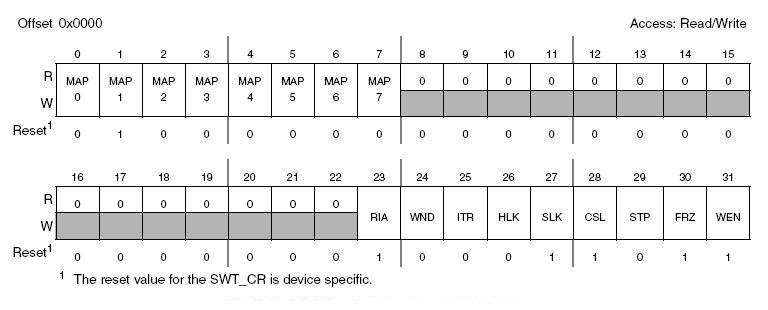 Offset 0x0000 Access: Read/Write
0 1 2 3 4 5 6 7 8 9 10 11 12 13 14 15
R MAP MAP MAP MAP MAP MAP MAP MAP 0 0 0 0 0 0 0 0
W 0 1 2 3 4 5 6 7
Reset1 0 1 0 0 0 0 0 0 0 0 0 0 0 0 0 0
16 17 18 19 20 21 22 23 24 25 26 27 28 29 30 31
R 0 0 0 0 0 0 0 RIA WND ITR HLK SLK CSL STP FRZ WEN
W
Reset1 0 0 0 0 0 0 0 1 0 0 0 1 1 0 1 1
1 The reset value for the SWT_CR is device specific.